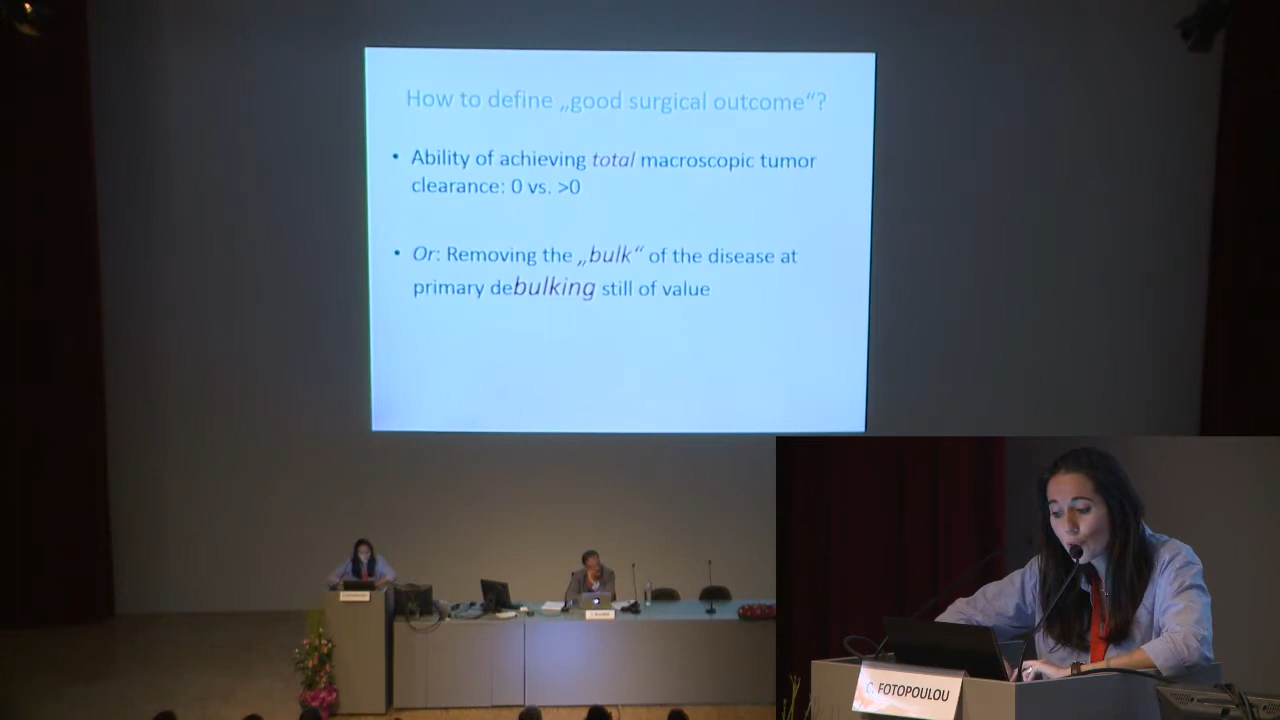 How to define „good surgical outcome“?
• Ability of achieving total macroscopic tumor
clearance: 0 vs. >0
• Or: Removing the „bulk“ of the disease at
primary debulking still of value
C. FOTOPOULOU